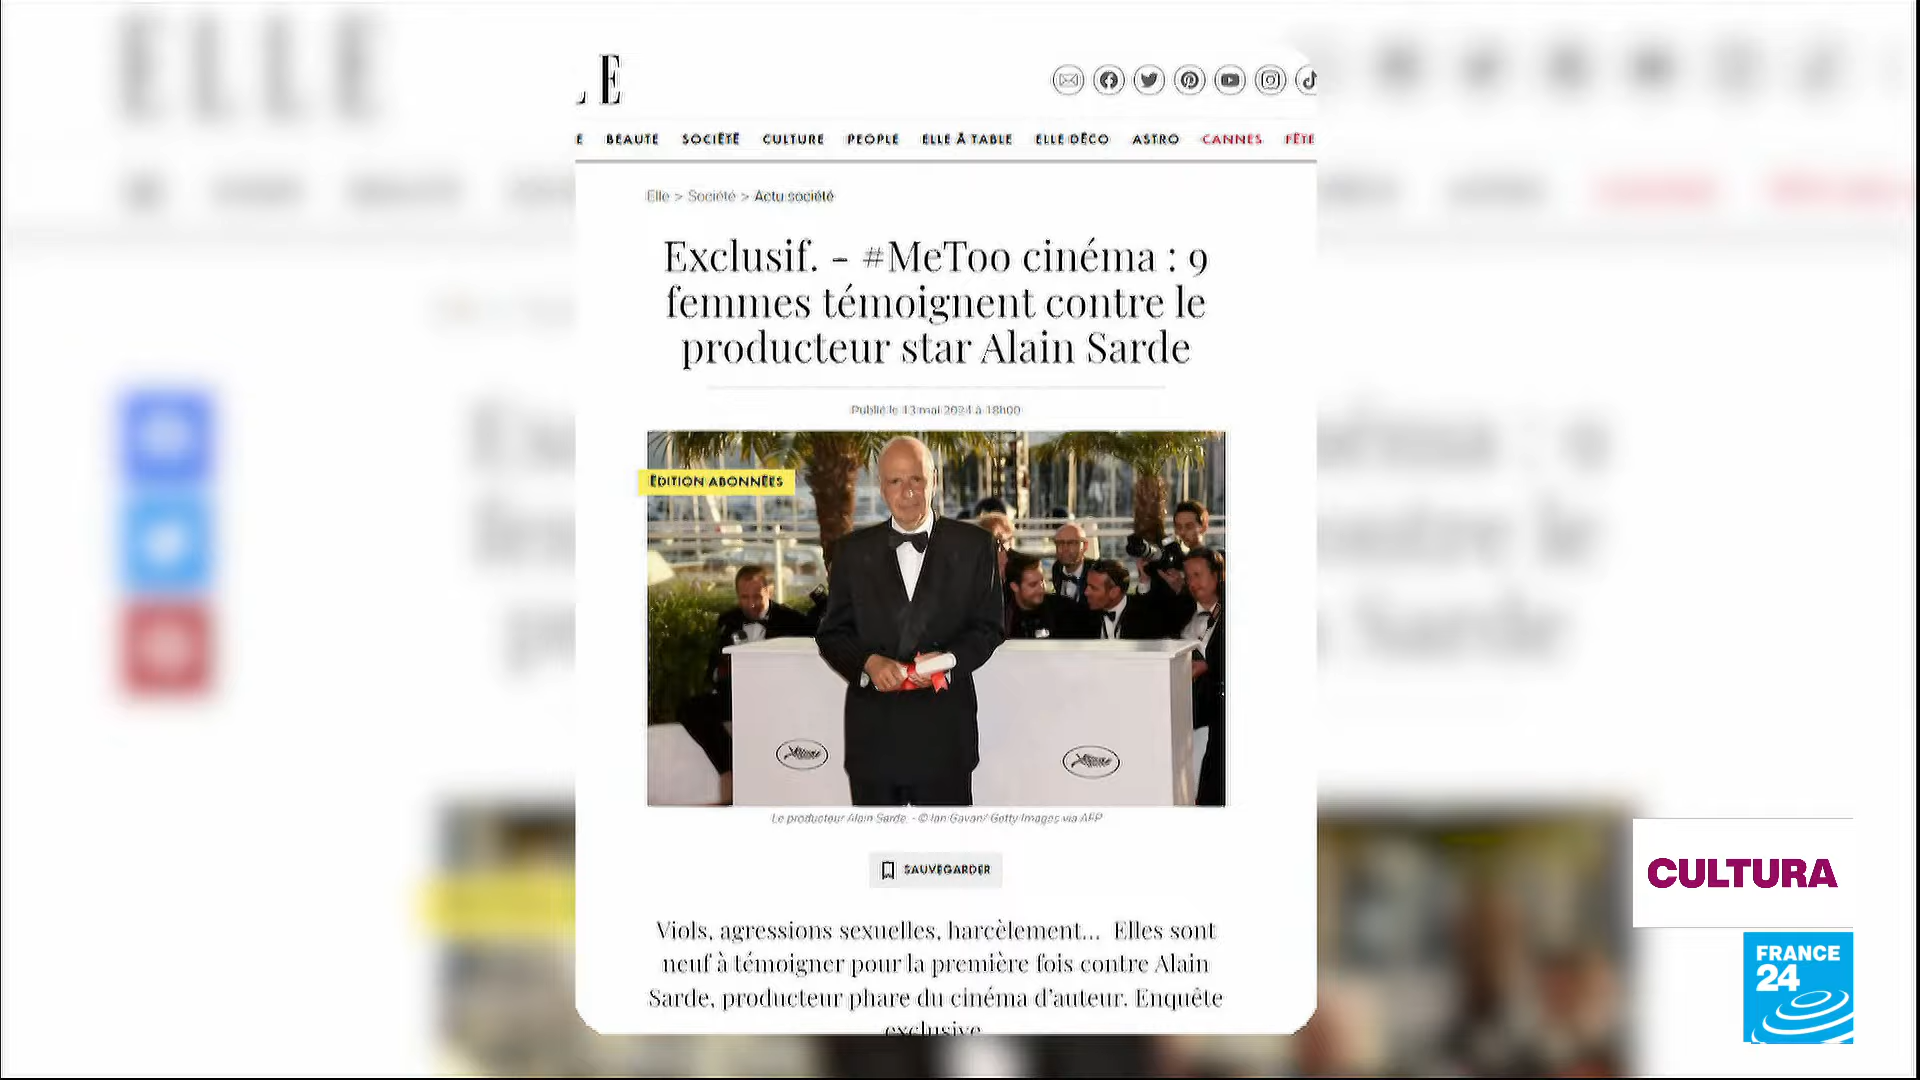 ELLE
E
E BEAUTÉ SOCIÉTÉ CULTURE PEOPLE ELLE À TABLE ELLE DÉCO ASTRO CANNES FÊTE
Elle > Société > Actu société
Exclusif. - #MeToo cinéma : 9
femmes témoignent contre le
producteur star Alain Sarde
Publié le 13 mai 2024 à 18h00
ÉDITION ABONNÉES
Le producteur Alain Sarde. - © Ian Gavan/ Getty Images via AFP
SAUVEGARDER
Viols, agressions sexuelles, harcèlement... Elles sont
neuf à témoigner pour la première fois contre Alain
Sarde, producteur phare du cinéma d'auteur. Enquête
exclusive.
CULTURA
FRANCE
24